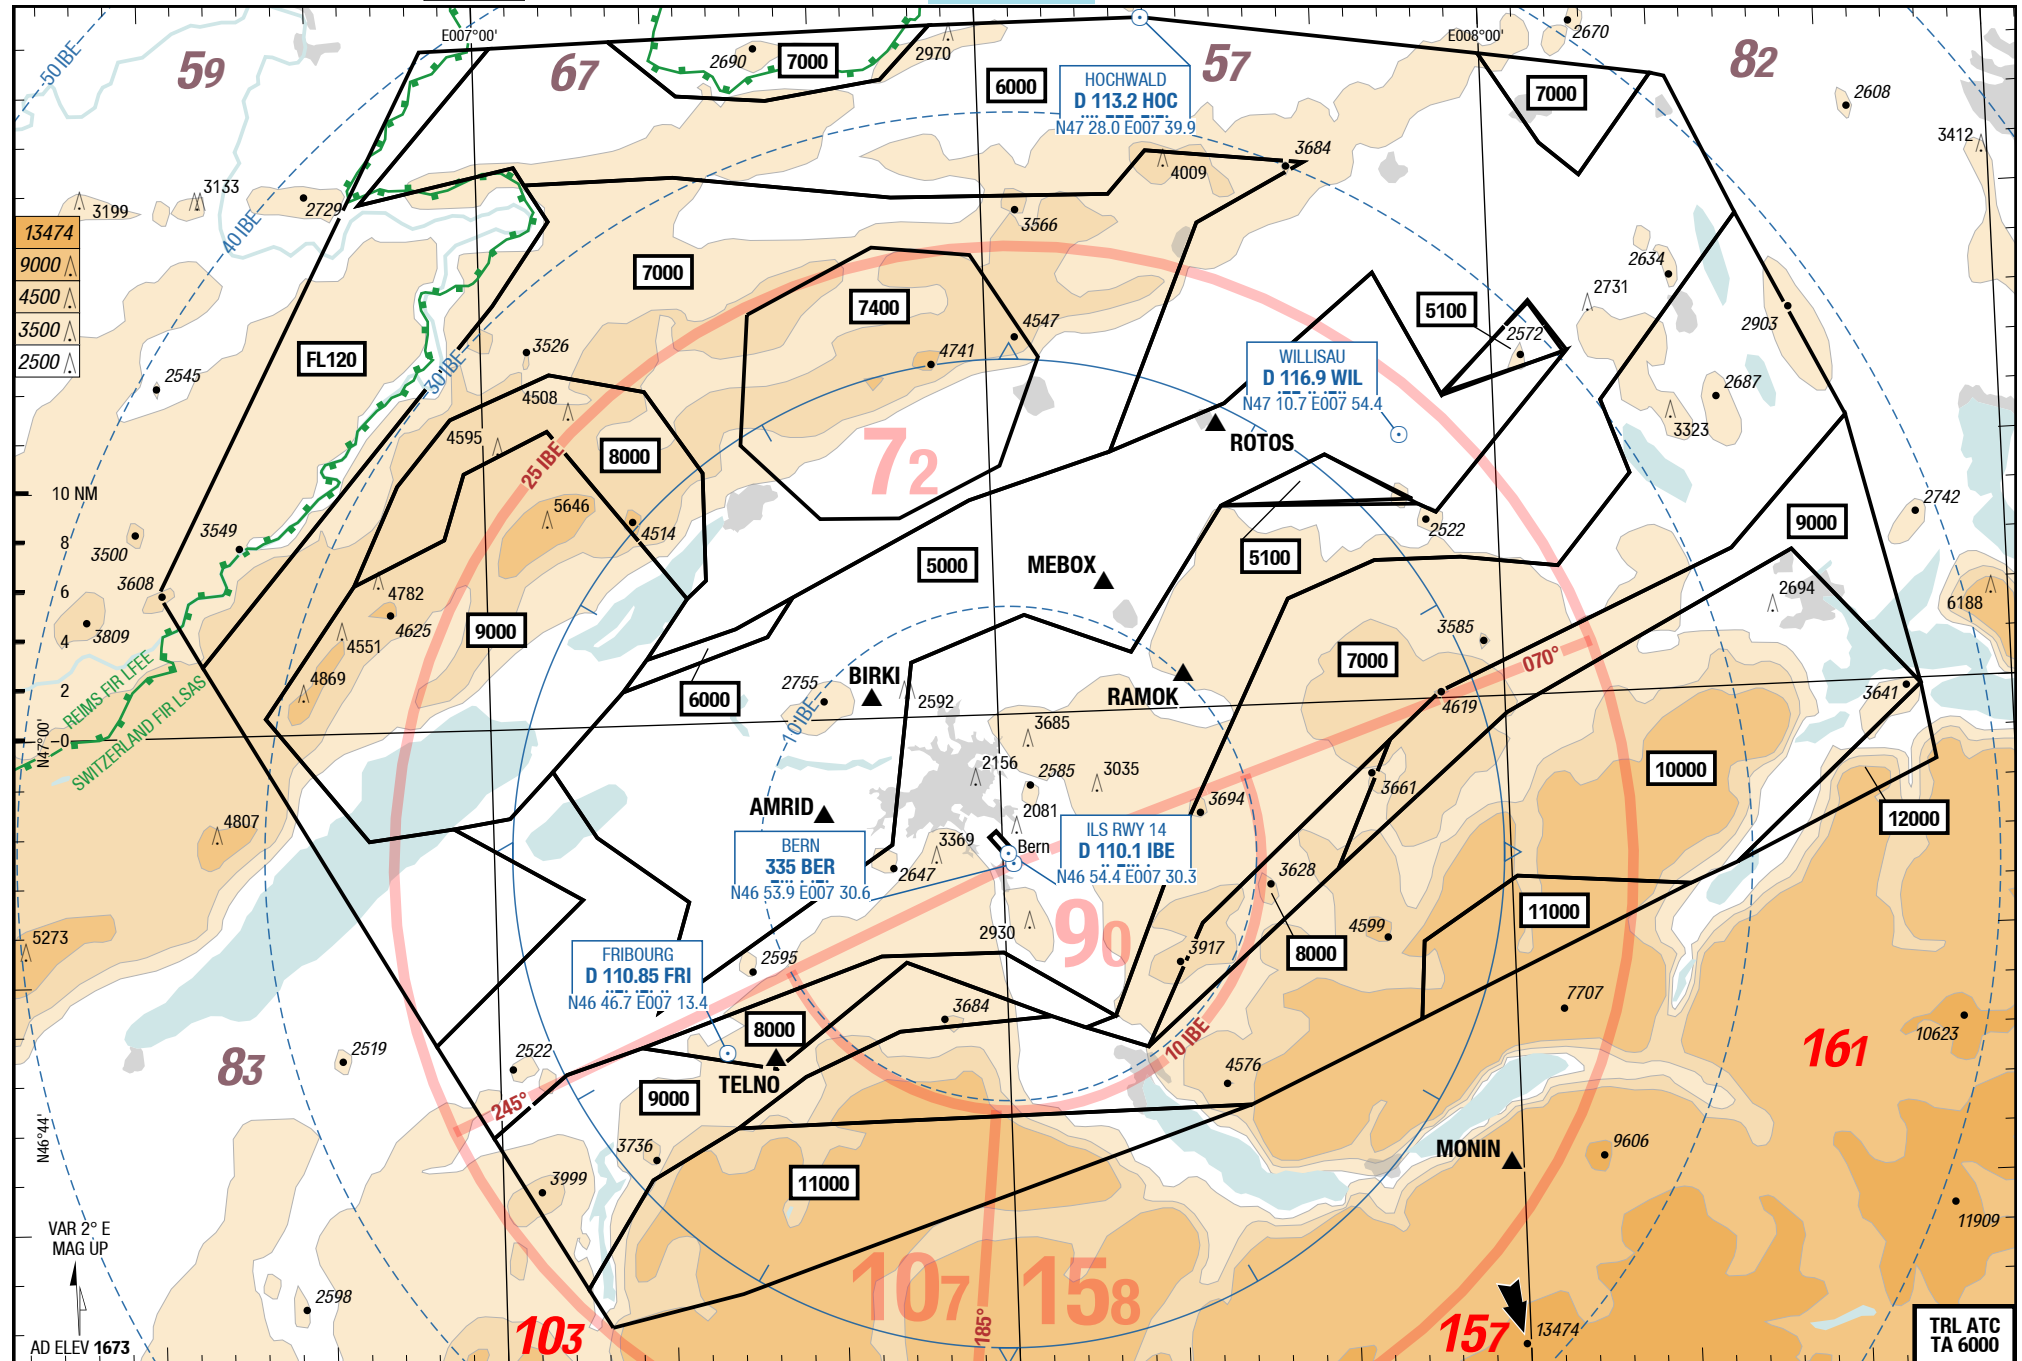 50 IBE
59
E007°00'
67
2690
7000
2970
6000
HOCHWALD
D 113.2 HOC
N47 28.0 E007 39.9
57
E008°00'
2670
82
7000
2608
3412
3684
4009
3133
3199
2729
40 IBE
3566
13474
9000
4500
3500
2500
7000
7400
2634
2731
5100
2572
2903
FL120
3526
30 IBE
4547
4741
WILLISAU
D 116.9 WIL
N47 10.7 E007 54.4
2545
4508
4595
8000
25 IBE
72
ROTOS
2687
3323
10 NM
8
6
4
2
0
3549
3500
3608
3809
5646
4514
5000
MEBOX
5100
2522
2742
9000
4782
4625
4551
4869
9000
2694
6188
3585
7000
070°
REIMS FIR LFEE
SWITZERLAND FIR LSAS
N47°00'
6000
2755
BIRKI
2592
10 IBE
RAMOK
4619
3641
3685
2156
2585
3035
3694
3661
10000
12000
4807
AMRID
BERN
335 BER
N46 53.9 E007 30.6
2081
3369
2647
Bern
ILS RWY 14
D 110.1 IBE
N46 54.4 E007 30.3
3628
4599
8000
11000
5273
FRIBOURG
D 110.85 FRI
N46 46.7 E007 13.4
2595
2930
90
3917
7707
10623
161
83
2519
2522
3684
8000
TELNO
10 IBE
4576
245°
9000
N46°44'
3736
3999
11000
MONIN
9606
11909
VAR 2° E
MAG UP
2598
107
158
185°
AD ELEV 1673
103
157
13474
TRL ATC
TA 6000